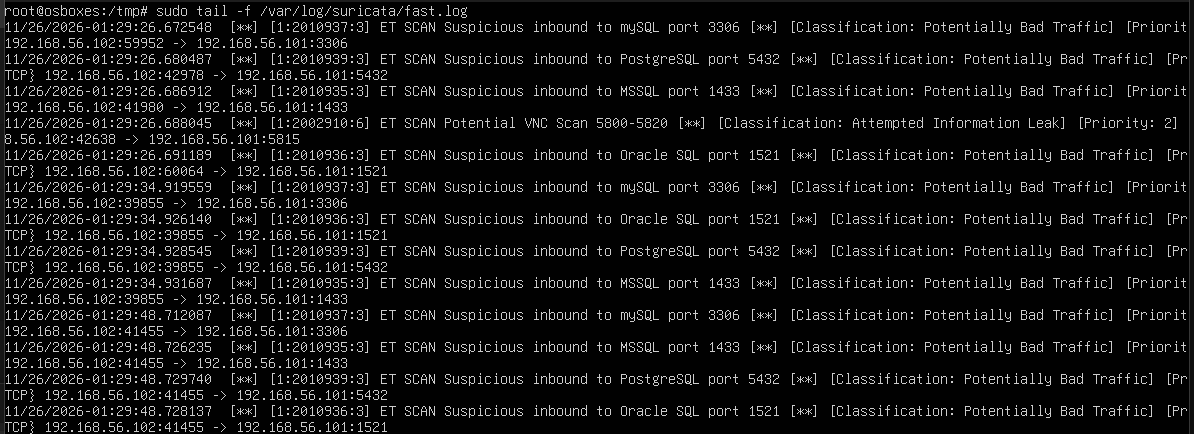 root@osboxes:/tmp# sudo tail -f /var/log/suricata/fast.log
11/26/2026-01:29:26.672548  [**] [1:2010937:3] ET SCAN Suspicious inbound to mySQL port 3306 [**] [Classification: Potentially Bad Traffic] [Priorit
192.168.56.102:59952 -> 192.168.56.101:3306
11/26/2026-01:29:26.680487  [**] [1:2010939:3] ET SCAN Suspicious inbound to PostgreSQL port 5432 [**] [Classification: Potentially Bad Traffic] [Pr
TCP} 192.168.56.102:42978 -> 192.168.56.101:5432
11/26/2026-01:29:26.686912  [**] [1:2010935:3] ET SCAN Suspicious inbound to MSSQL port 1433 [**] [Classification: Potentially Bad Traffic] [Priorit
192.168.56.102:41980 -> 192.168.56.101:1433
11/26/2026-01:29:26.688045  [**] [1:2002910:6] ET SCAN Potential VNC Scan 5800-5820 [**] [Classification: Attempted Information Leak] [Priority: 2]
8.56.102:42638 -> 192.168.56.101:5815
11/26/2026-01:29:26.691189  [**] [1:2010936:3] ET SCAN Suspicious inbound to Oracle SQL port 1521 [**] [Classification: Potentially Bad Traffic] [Pr
TCP} 192.168.56.102:60064 -> 192.168.56.101:1521
11/26/2026-01:29:34.919559  [**] [1:2010937:3] ET SCAN Suspicious inbound to mySQL port 3306 [**] [Classification: Potentially Bad Traffic] [Priorit
192.168.56.102:39855 -> 192.168.56.101:3306
11/26/2026-01:29:34.926140  [**] [1:2010936:3] ET SCAN Suspicious inbound to Oracle SQL port 1521 [**] [Classification: Potentially Bad Traffic] [Pr
TCP} 192.168.56.102:39855 -> 192.168.56.101:1521
11/26/2026-01:29:34.928545  [**] [1:2010939:3] ET SCAN Suspicious inbound to PostgreSQL port 5432 [**] [Classification: Potentially Bad Traffic] [Pr
TCP} 192.168.56.102:39855 -> 192.168.56.101:5432
11/26/2026-01:29:34.931687  [**] [1:2010935:3] ET SCAN Suspicious inbound to MSSQL port 1433 [**] [Classification: Potentially Bad Traffic] [Priorit
192.168.56.102:39855 -> 192.168.56.101:1433
11/26/2026-01:29:48.712087  [**] [1:2010937:3] ET SCAN Suspicious inbound to mySQL port 3306 [**] [Classification: Potentially Bad Traffic] [Priorit
192.168.56.102:41455 -> 192.168.56.101:3306
11/26/2026-01:29:48.726235  [**] [1:2010935:3] ET SCAN Suspicious inbound to MSSQL port 1433 [**] [Classification: Potentially Bad Traffic] [Priorit
192.168.56.102:41455 -> 192.168.56.101:1433
11/26/2026-01:29:48.729740  [**] [1:2010939:3] ET SCAN Suspicious inbound to PostgreSQL port 5432 [**] [Classification: Potentially Bad Traffic] [Pr
TCP} 192.168.56.102:41455 -> 192.168.56.101:5432
11/26/2026-01:29:48.728137  [**] [1:2010936:3] ET SCAN Suspicious inbound to Oracle SQL port 1521 [**] [Classification: Potentially Bad Traffic] [Pr
TCP} 192.168.56.102:41455 -> 192.168.56.101:1521